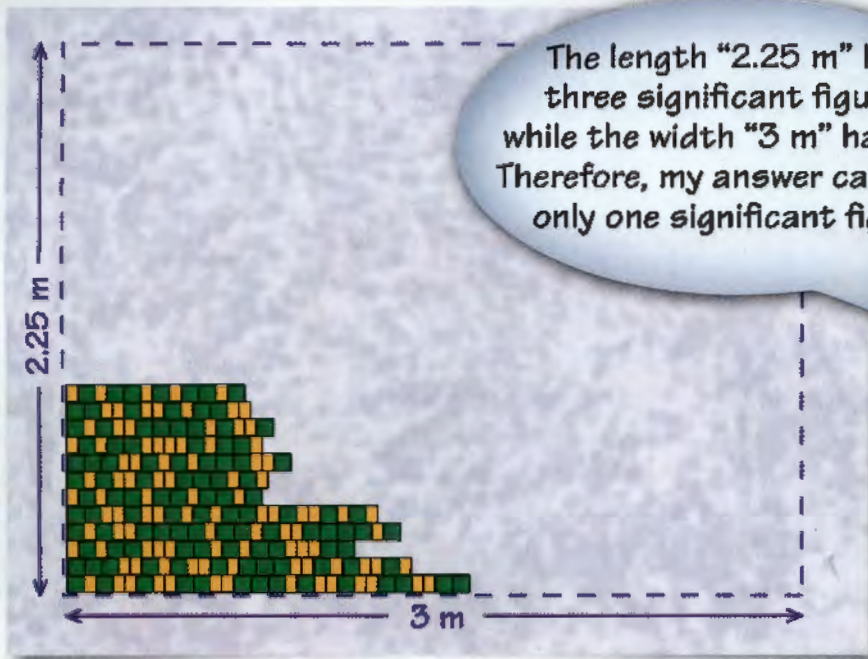 The length “2.25 m”
three significant figu
while the width “3 m” ha
Therefore, my answer ca
only one significant fi
2.25 m
3 m